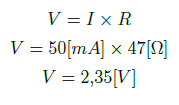 V = I × R
V = 50[mA] × 47[Ω]
V = 2,35[V]